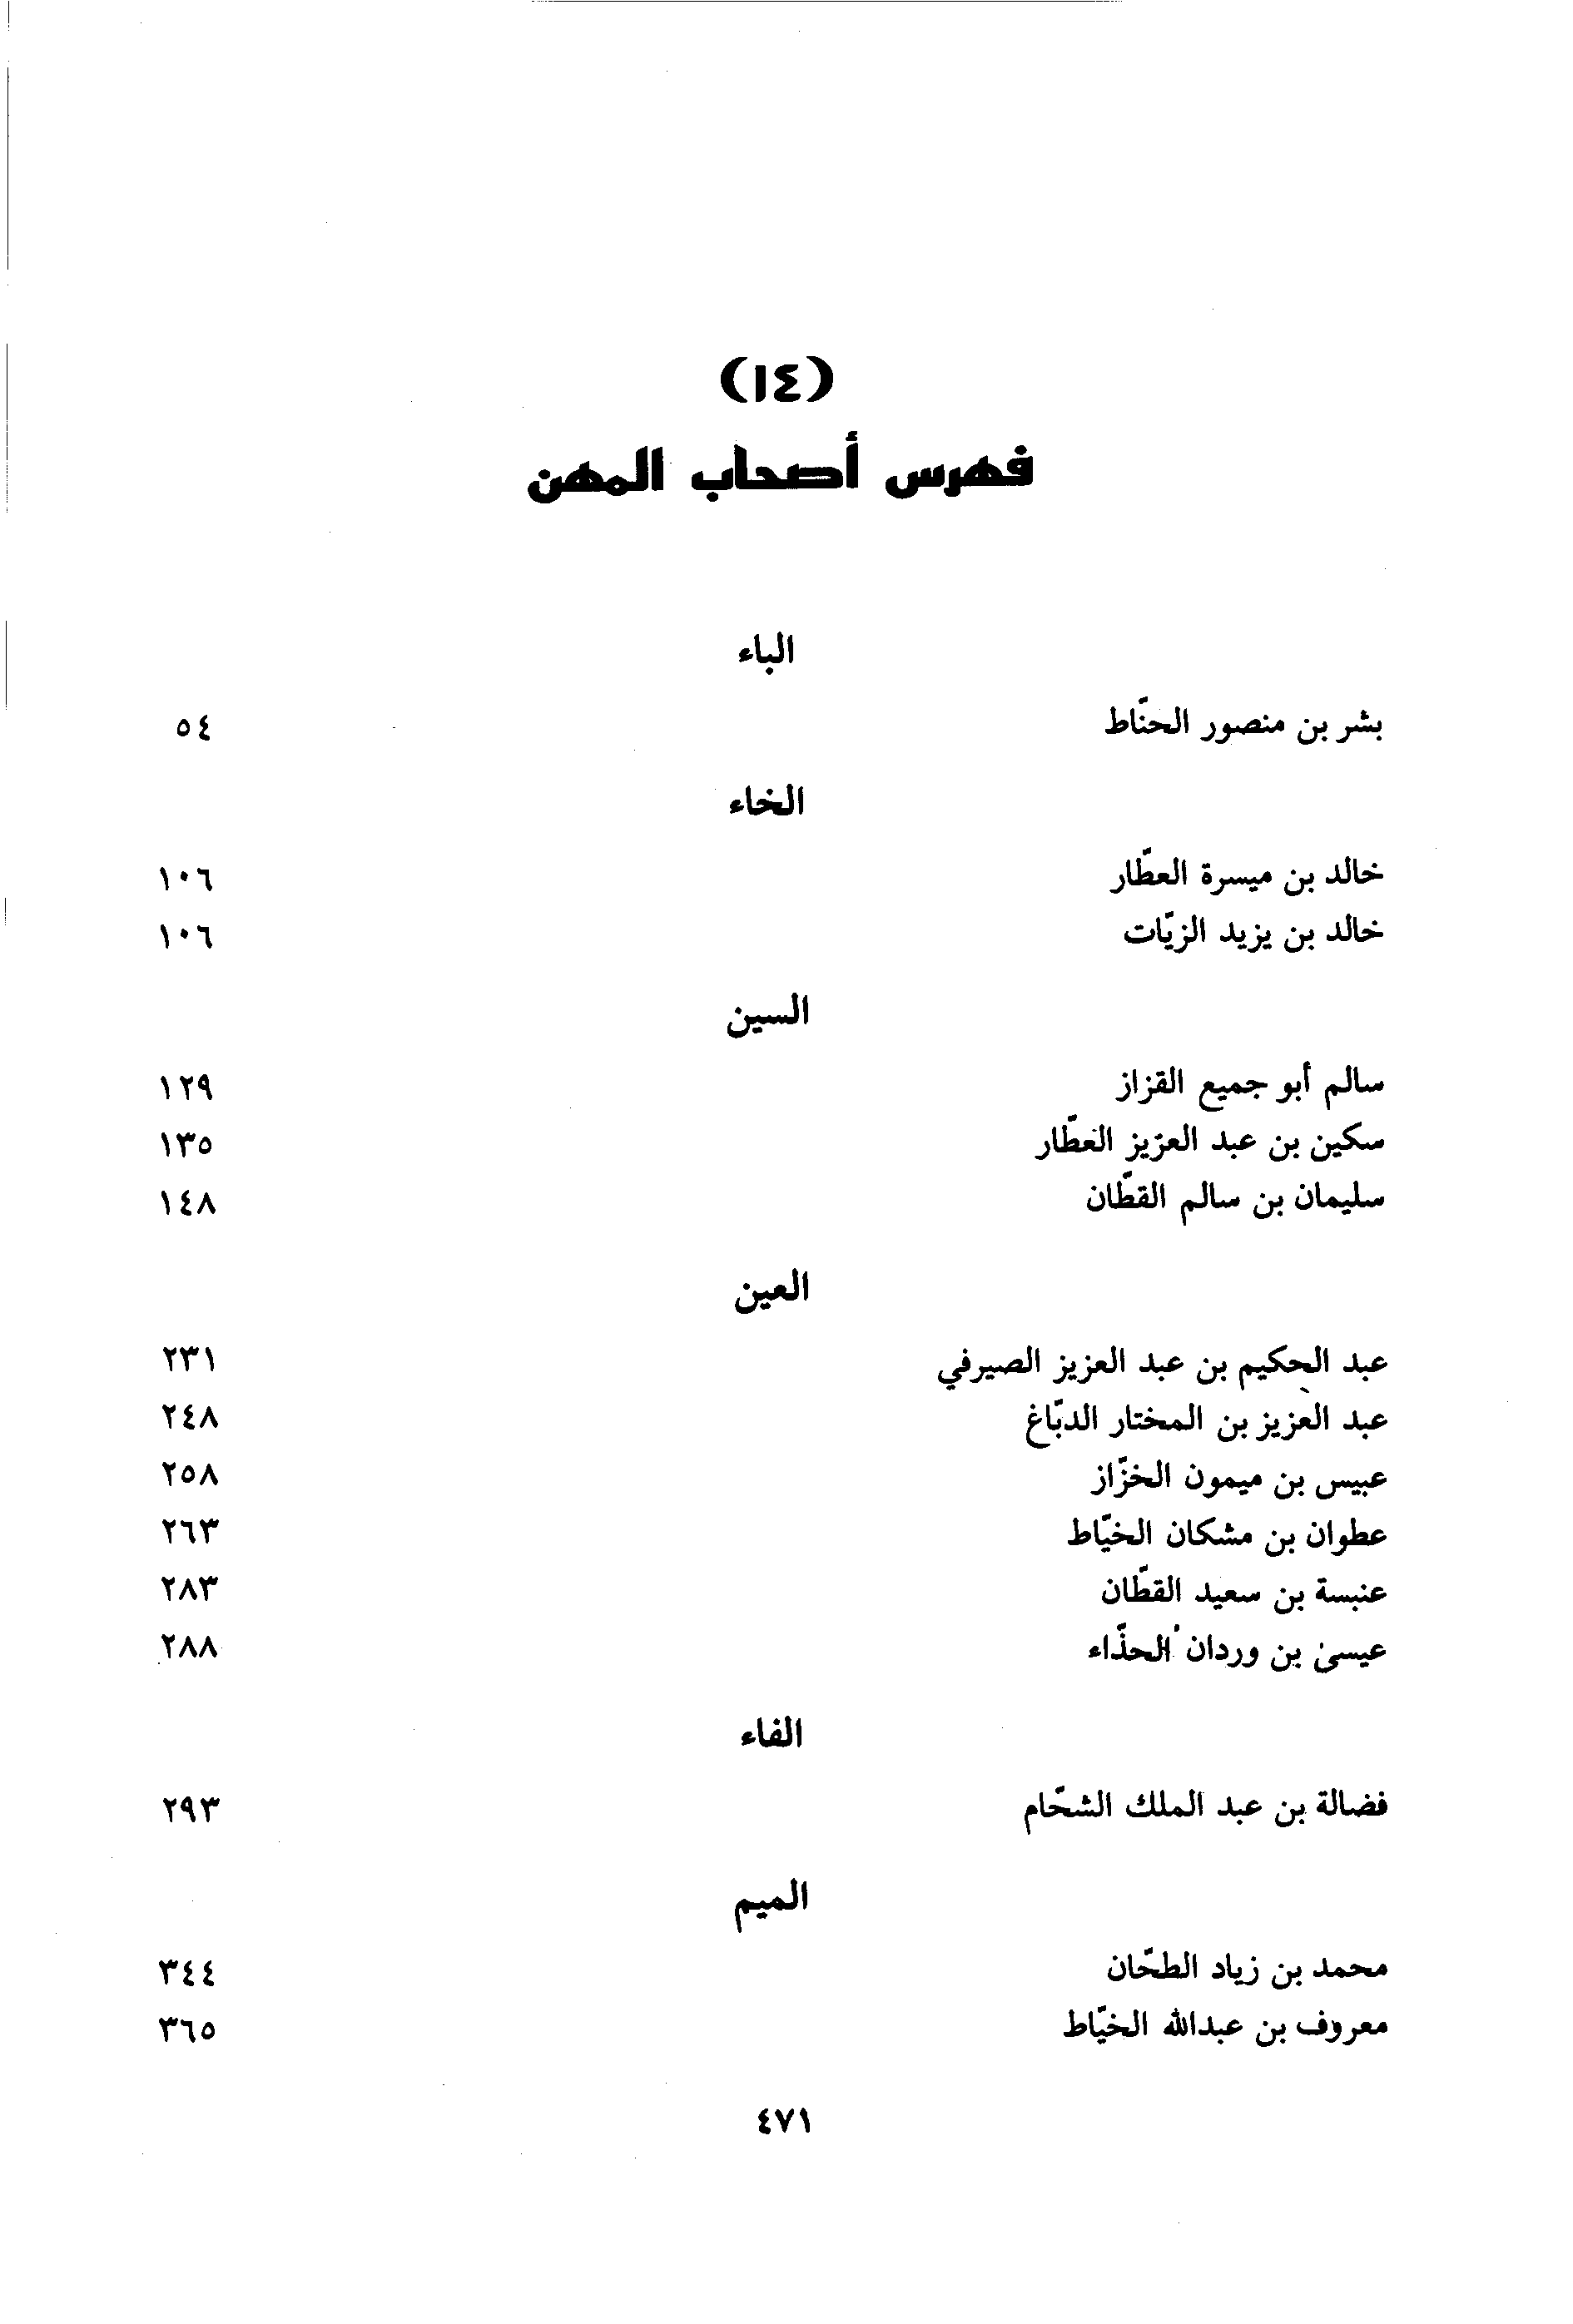 (١٤)
فهرس أصحاب المهن
الباء
بشر بن منصور الحنّاط ٥٤
الخاء
خالد بن ميسرة العطّار ١٠٦
خالد بن يزيد الزيّات ١٠٦
السين
سالم أبو جميع القزاز ١٢٩
سكين بن عبد العزيز العطّار ١٣٥
سليمان بن سالم القطّان ١٤٨
العين
عبد الحكيم بن عبد العزيز الصيرفي ٢٣١
عبد العزيز بن المختار الدبّاغ ٢٤٨
عبيس بن ميمون الخزّاز ٢٥٨
عطوان بن مشكان الخيّاط ٢٦٣
عنبسة بن سعيد القطّان ٢٨٣
عيسىٰ بن وردان الحذّاء ٢٨٨
الفاء
فضالة بن عبد الملك الشحّام ٢٩٣
الميم
محمد بن زياد الطحّان ٣٤٤
معروف بن عبدالله الخيّاط ٣٦٥
٤٧١